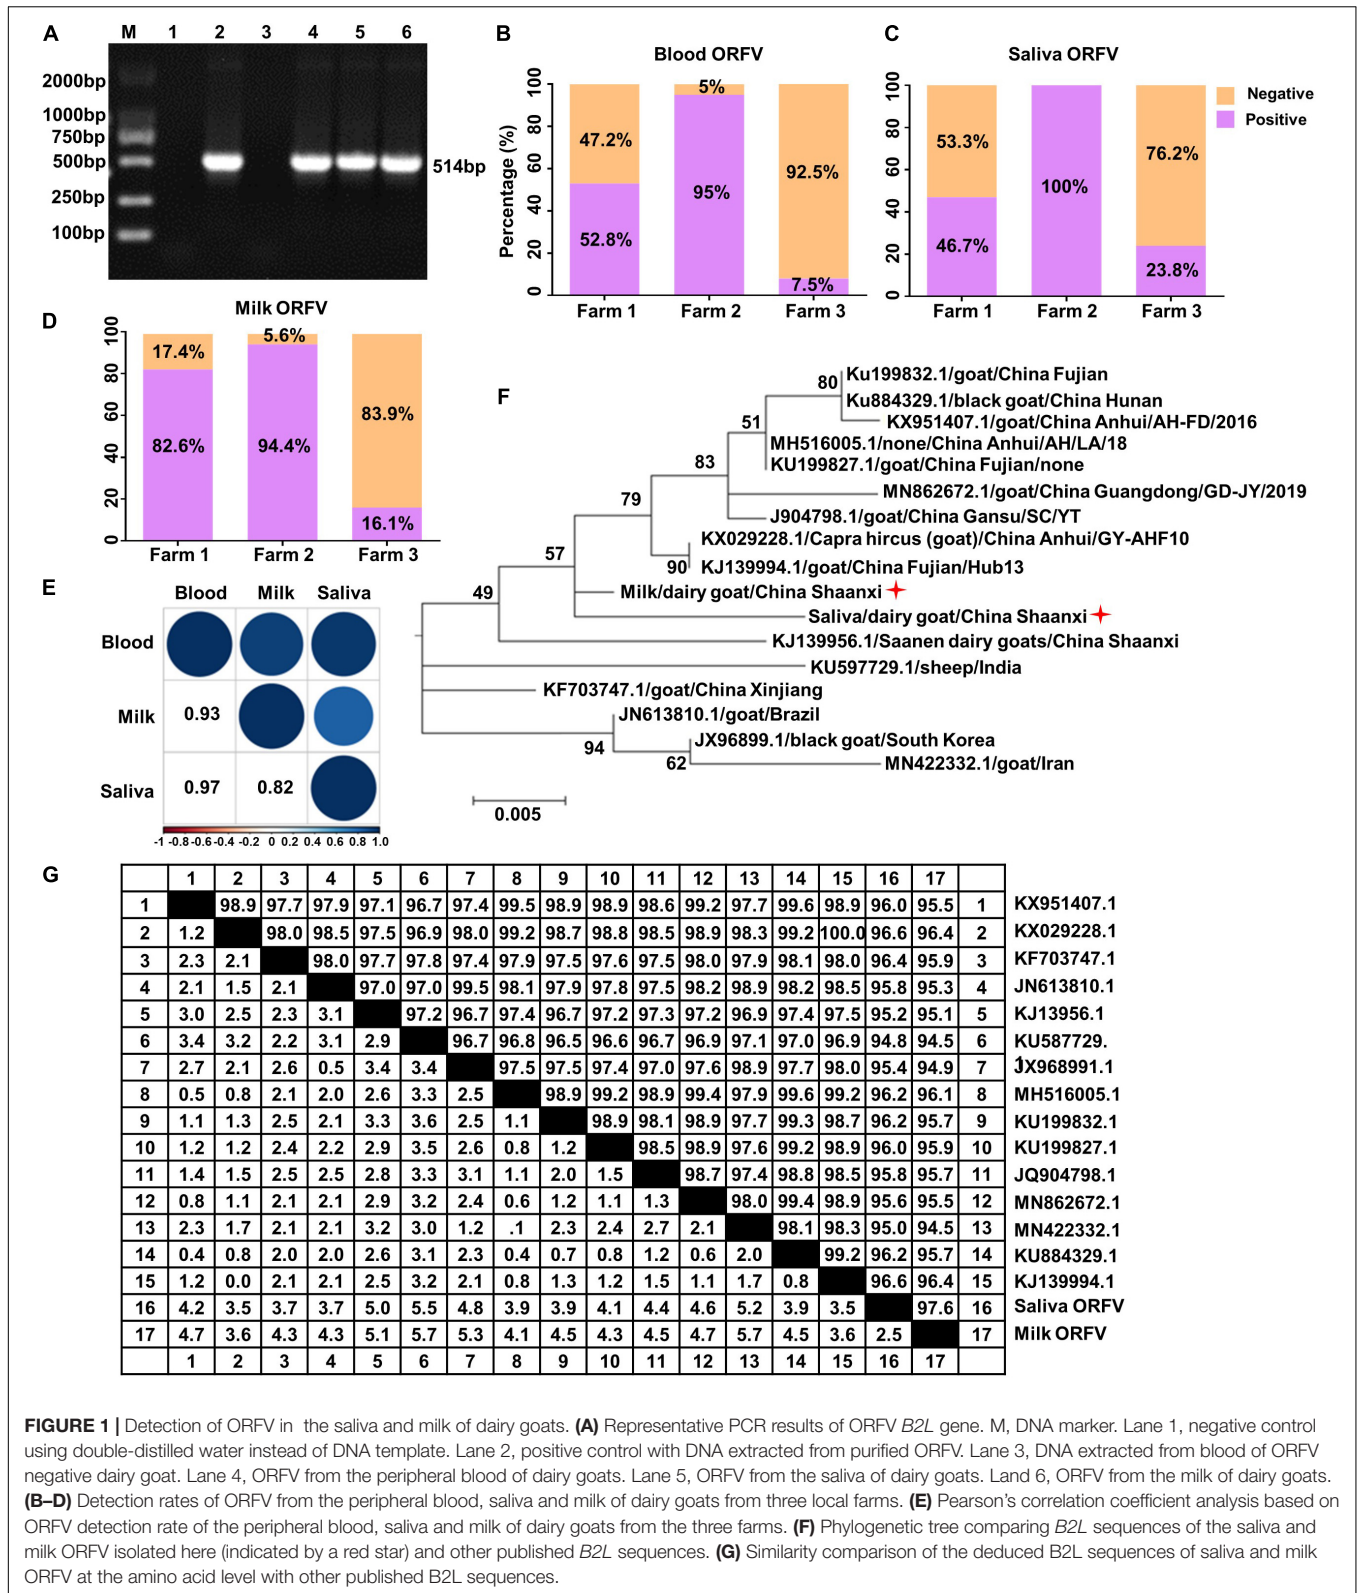 A
M 1 2 3 4 5 6
2000bp
1000bp
750bp
500bp
250bp
100bp
514bp
B
Blood ORFV
Percentage (%)
100
80
60
40
20
0
47.2%
52.8%
5%
95%
92.5%
7.5%
Farm 1 Farm 2 Farm 3
C
Saliva ORFV
100
80
60
40
20
0
53.3%
46.7%
100%
76.2%
23.8%
Farm 1 Farm 2 Farm 3
Negative
Positive
D
Milk ORFV
100
80
60
40
20
0
17.4%
82.6%
5.6%
94.4%
83.9%
16.1%
Farm 1 Farm 2 Farm 3
E
Blood Milk Saliva
Blood
Milk 0.93
Saliva 0.97 0.82
-1 -0.8 -0.6 -0.4 -0.2 0 0.2 0.4 0.6 0.8 1.0
F
80
51
83
79
90
57
49
94
62
Ku199832.1/goat/China Fujian
Ku884329.1/black goat/China Hunan
KX951407.1/goat/China Anhui/AH-FD/2016
MH516005.1/none/China Anhui/AH/LA/18
KU199827.1/goat/China Fujian/none
MN862672.1/goat/China Guangdong/GD-JY/2019
J904798.1/goat/China Gansu/SC/YT
KX029228.1/Capra hircus (goat)/China Anhui/GY-AHF10
KJ139994.1/goat/China Fujian/Hub13
Milk/dairy goat/China Shaanxi
Saliva/dairy goat/China Shaanxi
KJ139956.1/Saanen dairy goats/China Shaanxi
KU597729.1/sheep/India
KF703747.1/goat/China Xinjiang
JN613810.1/goat/Brazil
JX96899.1/black goat/South Korea
MN422332.1/goat/Iran
0.005
G
1 2 3 4 5 6 7 8 9 10 11 12 13 14 15 16 17
1 98.9 97.7 97.9 97.1 96.7 97.4 99.5 98.9 98.9 98.6 99.2 97.7 99.6 98.9 96.0 95.5 1 KX951407.1
2 1.2 98.0 98.5 97.5 96.9 98.0 99.2 98.7 98.8 98.5 98.9 98.3 99.2 100.0 96.6 96.4 2 KX029228.1
3 2.3 2.1 98.0 97.7 97.8 97.4 97.9 97.5 97.6 97.5 98.0 97.9 98.1 98.0 96.4 95.9 3 KF703747.1
4 2.1 1.5 2.1 97.0 97.0 99.5 98.1 97.9 97.8 97.5 98.2 98.9 98.2 98.5 95.8 95.3 4 JN613810.1
5 3.0 2.5 2.3 3.1 97.2 96.7 97.4 96.7 97.2 97.3 97.2 96.9 97.4 97.5 95.2 95.1 5 KJ13956.1
6 3.4 3.2 2.2 3.1 2.9 96.7 96.8 96.5 96.6 96.7 96.9 97.1 97.0 96.9 94.8 94.5 6 KU587729.
7 2.7 2.1 2.6 0.5 3.4 3.4 97.5 97.5 97.4 97.0 97.6 98.9 97.7 98.0 95.4 94.9 7 JX968991.1
8 0.5 0.8 2.1 2.0 2.6 3.3 2.5 98.9 99.2 98.9 99.4 97.9 99.6 99.2 96.2 96.1 8 MH516005.1
9 1.1 1.3 2.5 2.1 3.3 3.6 2.5 1.1 98.9 98.1 98.9 97.7 99.3 98.7 96.2 95.7 9 KU199832.1
10 1.2 1.2 2.4 2.2 2.9 3.5 2.6 0.8 1.2 98.5 98.9 97.6 99.2 98.9 96.0 95.9 10 KU199827.1
11 1.4 1.5 2.5 2.5 2.8 3.3 3.1 1.1 2.0 1.5 98.7 97.4 98.8 98.5 95.8 95.7 11 JQ904798.1
12 0.8 1.1 2.1 2.1 2.9 3.2 2.4 0.6 1.2 1.1 1.3 98.0 99.4 98.9 95.6 95.5 12 MN862672.1
13 2.3 1.7 2.1 2.1 3.2 3.0 1.2 .1 2.3 2.4 2.7 2.1 98.1 98.3 95.0 94.5 13 MN422332.1
14 0.4 0.8 2.0 2.0 2.6 3.1 2.3 0.4 0.7 0.8 1.2 0.6 2.0 99.2 96.2 95.7 14 KU884329.1
15 1.2 0.0 2.1 2.1 2.5 3.2 2.1 0.8 1.3 1.2 1.5 1.1 1.7 0.8 96.6 96.4 15 KJ139994.1
16 4.2 3.5 3.7 3.7 5.0 5.5 4.8 3.9 3.9 4.1 4.4 4.6 5.2 3.9 3.5 97.6 16 Saliva ORFV
17 4.7 3.6 4.3 4.3 5.1 5.7 5.3 4.1 4.5 4.3 4.5 4.7 5.7 4.5 3.6 2.5 17 Milk ORFV
1 2 3 4 5 6 7 8 9 10 11 12 13 14 15 16 17
FIGURE 1 | Detection of ORFV in the saliva and milk of dairy goats. (A) Representative PCR results of ORFV B2L gene. M, DNA marker. Lane 1, negative control
using double-distilled water instead of DNA template. Lane 2, positive control with DNA extracted from purified ORFV. Lane 3, DNA extracted from blood of ORFV
negative dairy goat. Lane 4, ORFV from the peripheral blood of dairy goats. Lane 5, ORFV from the saliva of dairy goats. Land 6, ORFV from the milk of dairy goats.
(B–D) Detection rates of ORFV from the peripheral blood, saliva and milk of dairy goats from three local farms. (E) Pearson's correlation coefficient analysis based on
ORFV detection rate of the peripheral blood, saliva and milk of dairy goats from the three farms. (F) Phylogenetic tree comparing B2L sequences of the saliva and
milk ORFV isolated here (indicated by a red star) and other published B2L sequences. (G) Similarity comparison of the deduced B2L sequences of saliva and milk
ORFV at the amino acid level with other published B2L sequences.